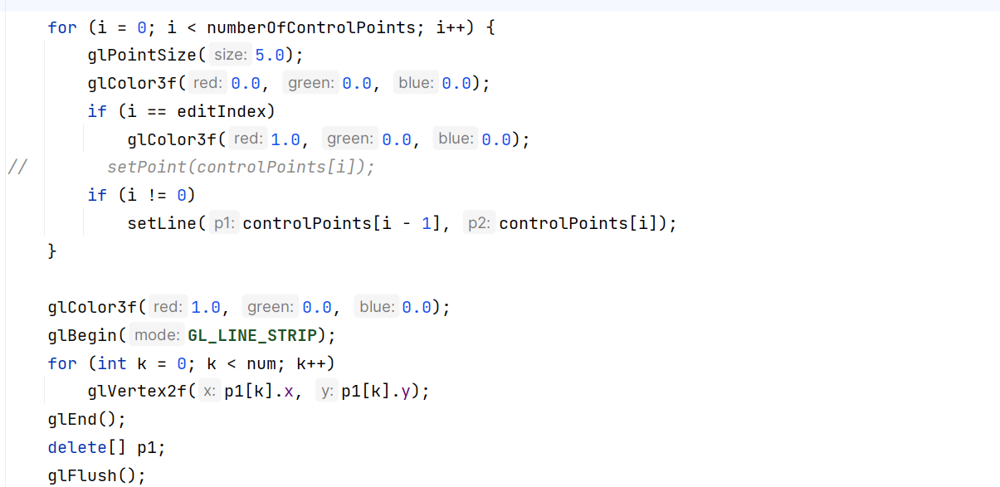 for (i = 0; i < numberOfControlPoints; i++) {
glPointSize( size: 5.0);
glColor3f( red: 0.0, green: 0.0, blue: 0.0);
if (i == editIndex)
glColor3f( red: 1.0, green: 0.0, blue: 0.0);
// setPoint(controlPoints[i]);
if (i != 0)
setLine( p1: controlPoints[i - 1], p2: controlPoints[i]);
}
glColor3f( red: 1.0, green: 0.0, blue: 0.0);
glBegin( mode: GL_LINE_STRIP);
for (int k = 0; k < num; k++)
glVertex2f( x: p1[k].x, y: p1[k].y);
glEnd();
delete[] p1;
glFlush();